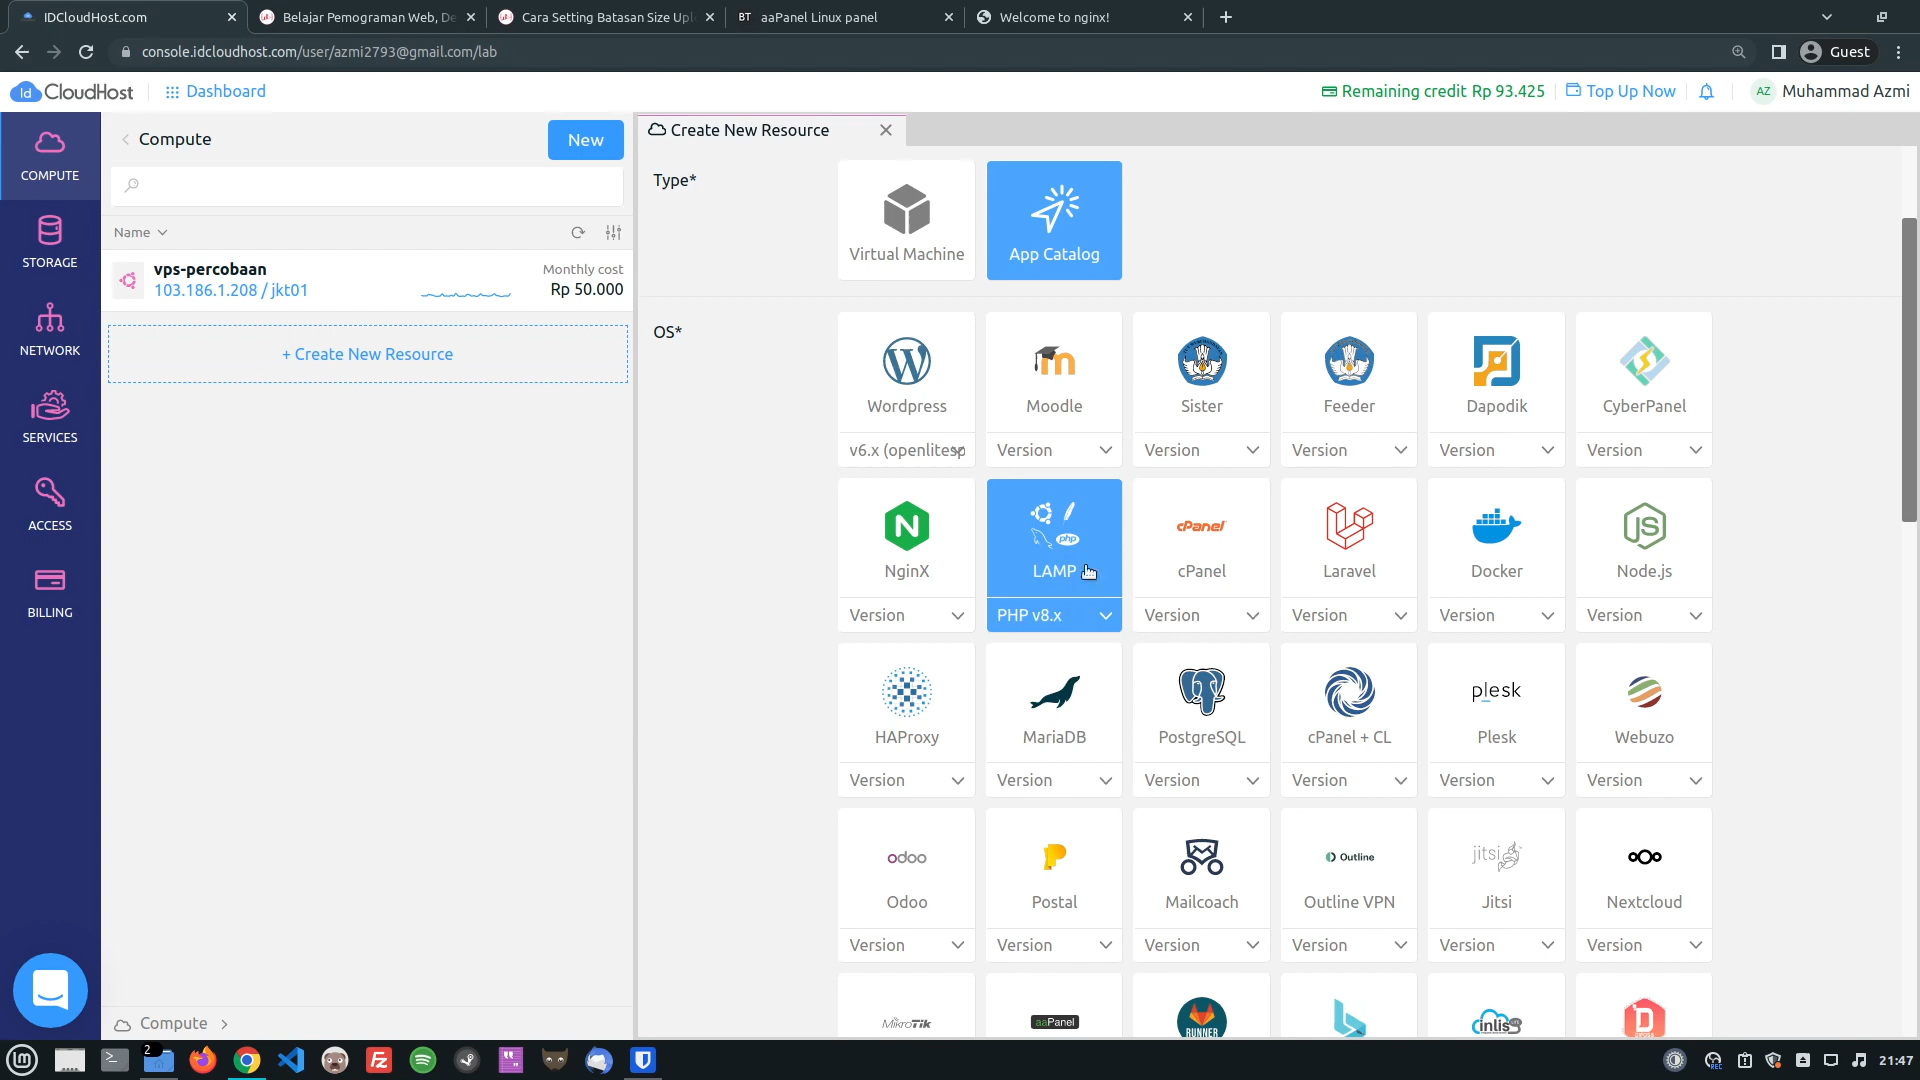 IDCloudHost.com
Belajar Pemograman Web, De
Cara Setting Batasan Size Upl
BT aaPanel Linux panel
Welcome to nginx!
console.idcloudhost.com/user/azmi2793@gmail.com/lab
Guest
Id CloudHost
Dashboard
Remaining credit Rp 93.425
Top Up Now
AZ Muhammad Azmi
COMPUTE
STORAGE
NETWORK
SERVICES
ACCESS
BILLING
Compute
New
Name
vps-percobaan
103.186.1.208 / jkt01
Monthly cost
Rp 50.000
+ Create New Resource
Compute
Create New Resource
Type*
Virtual Machine
App Catalog
OS*
Wordpress
Moodle
Sister
Feeder
Dapodik
CyberPanel
v6.x (openlitesp
Version
Version
Version
Version
Version
N
php
cPanel
JS
NginX
LAMP
cPanel
Laravel
Docker
Node.js
Version
PHP v8.x
Version
Version
Version
Version
plesk
HAProxy
MariaDB
PostgreSQL
cPanel + CL
Plesk
Webuzo
Version
Version
Version
Version
Version
Version
odoo
Outline
jitsi
Odoo
Postal
Mailcoach
Outline VPN
Jitsi
Nextcloud
Version
Version
Version
Version
Version
Version
MikroTik
aaPanel
RUNNER
inlis
D
2
REC
21:47